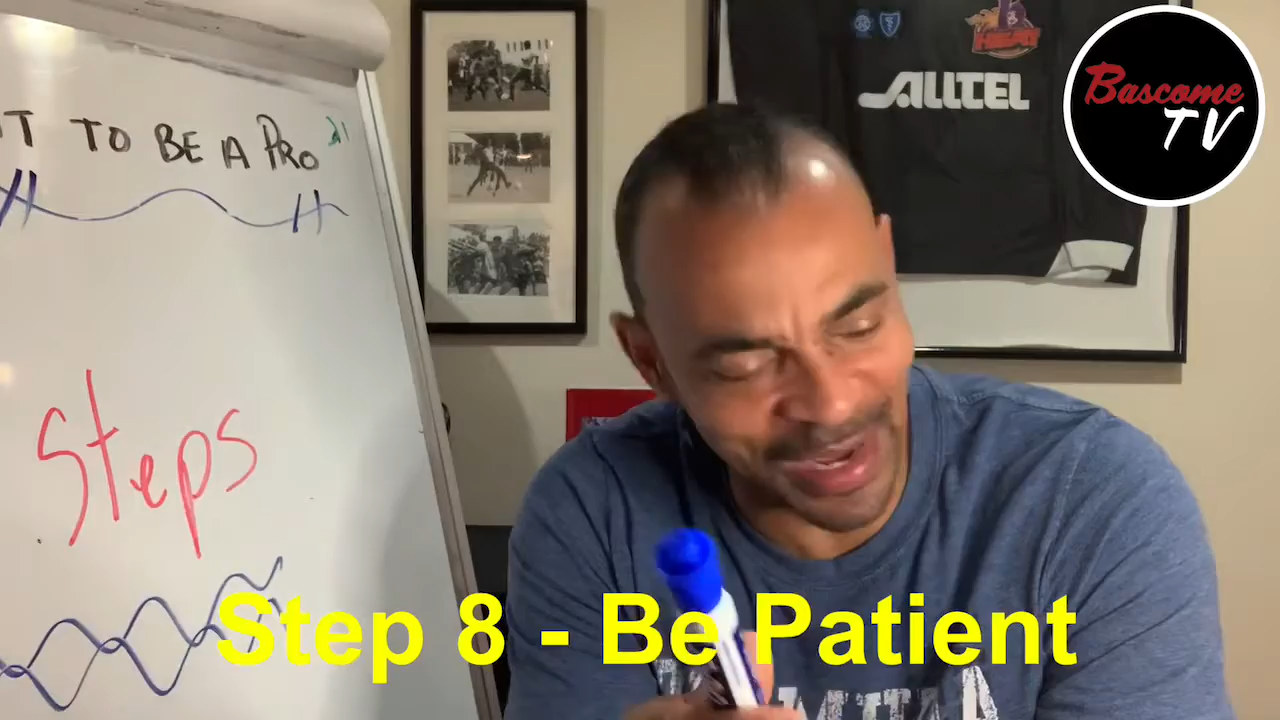 T TO BE A PRO
Steps
ALLTEL
Bascome
TV
Step 8 - Be Patient